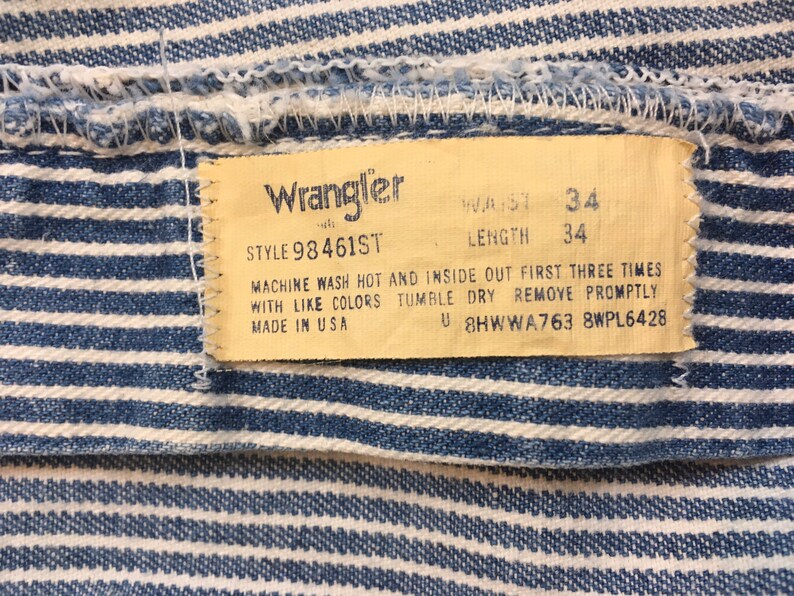 Wrangler
WAIST 34
STYLE 98461ST
LENGTH 34
MACHINE WASH HOT AND INSIDE OUT FIRST THREE TIMES
WITH LIKE COLORS TUMBLE DRY REMOVE PROMPTLY
MADE IN USA U 8HWWA763 8WPL6428